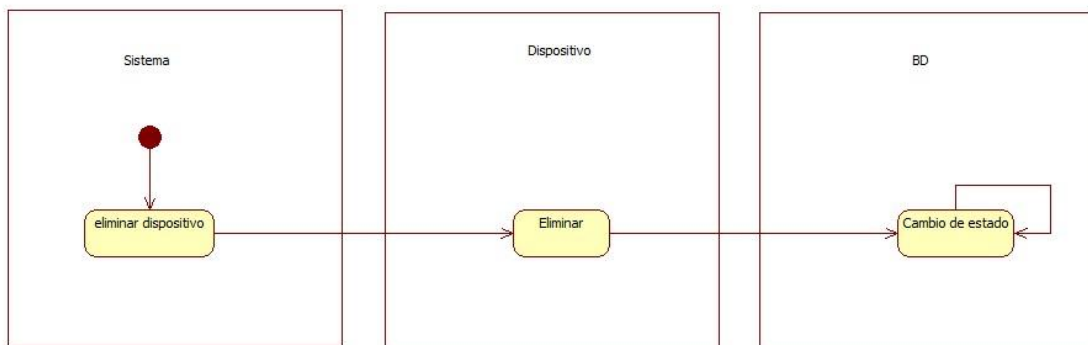 Sistema
Dispositivo
BD
eliminar dispositivo
Eliminar
Cambio de estado